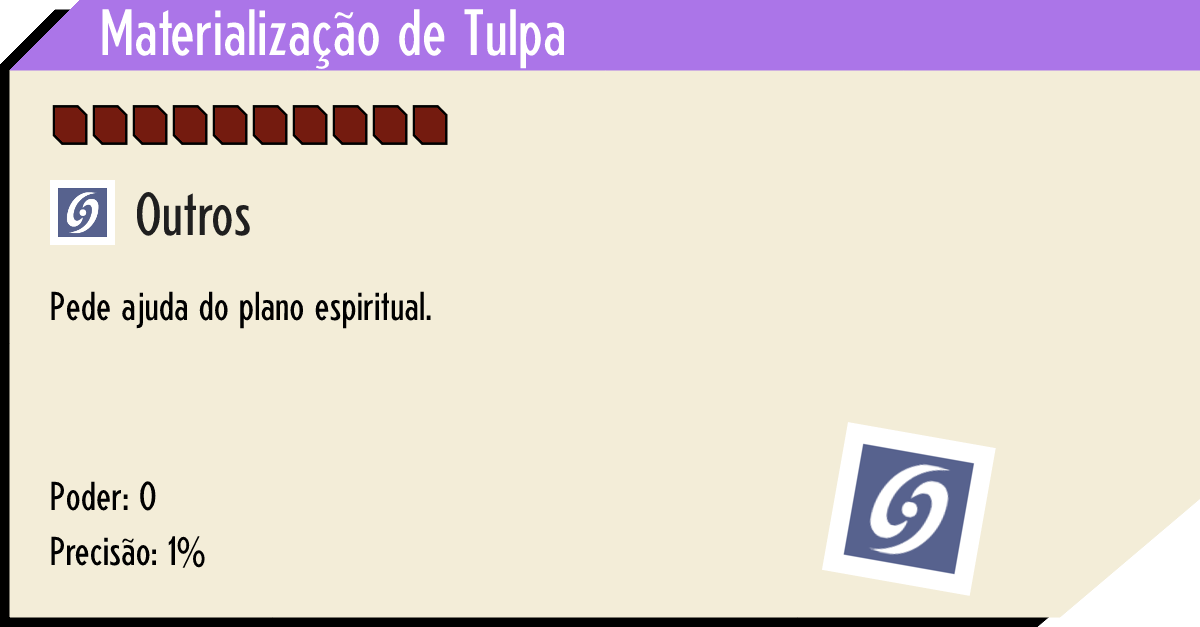 Materialização de Tulpa
Outros
Pede ajuda do plano espiritual.
Poder: 0
Precisão: 1%